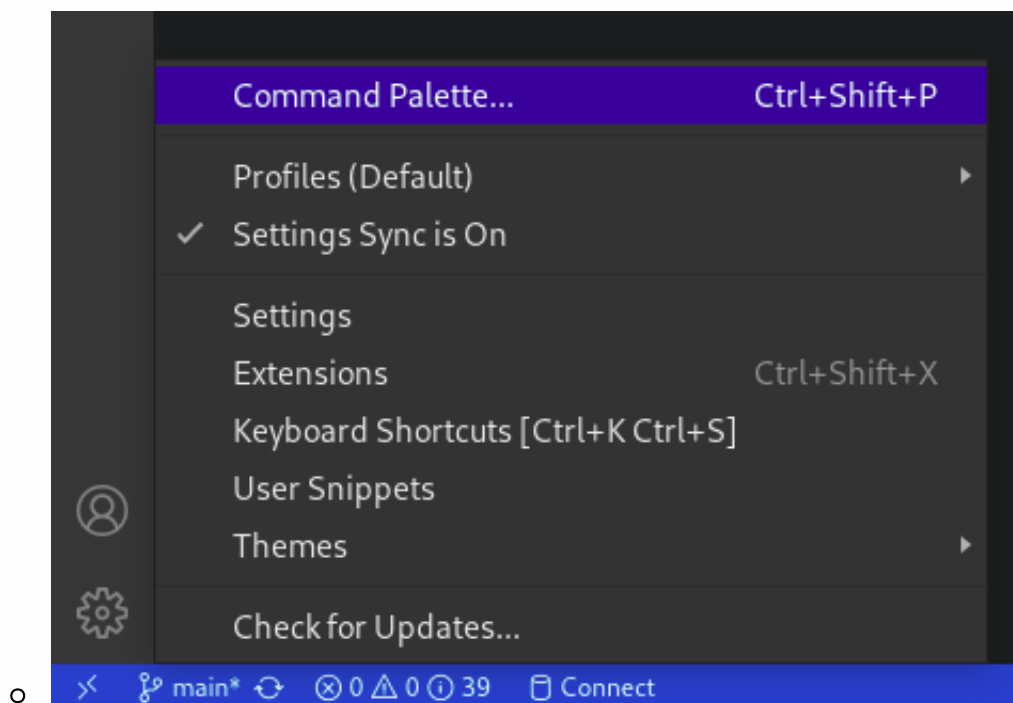 Command Palette... Ctrl+Shift+P
Profiles (Default)
Settings Sync is On
Settings
Extensions Ctrl+Shift+X
Keyboard Shortcuts [Ctrl+K Ctrl+S]
User Snippets
Themes
Check for Updates...
main* 0 0 39 Connect